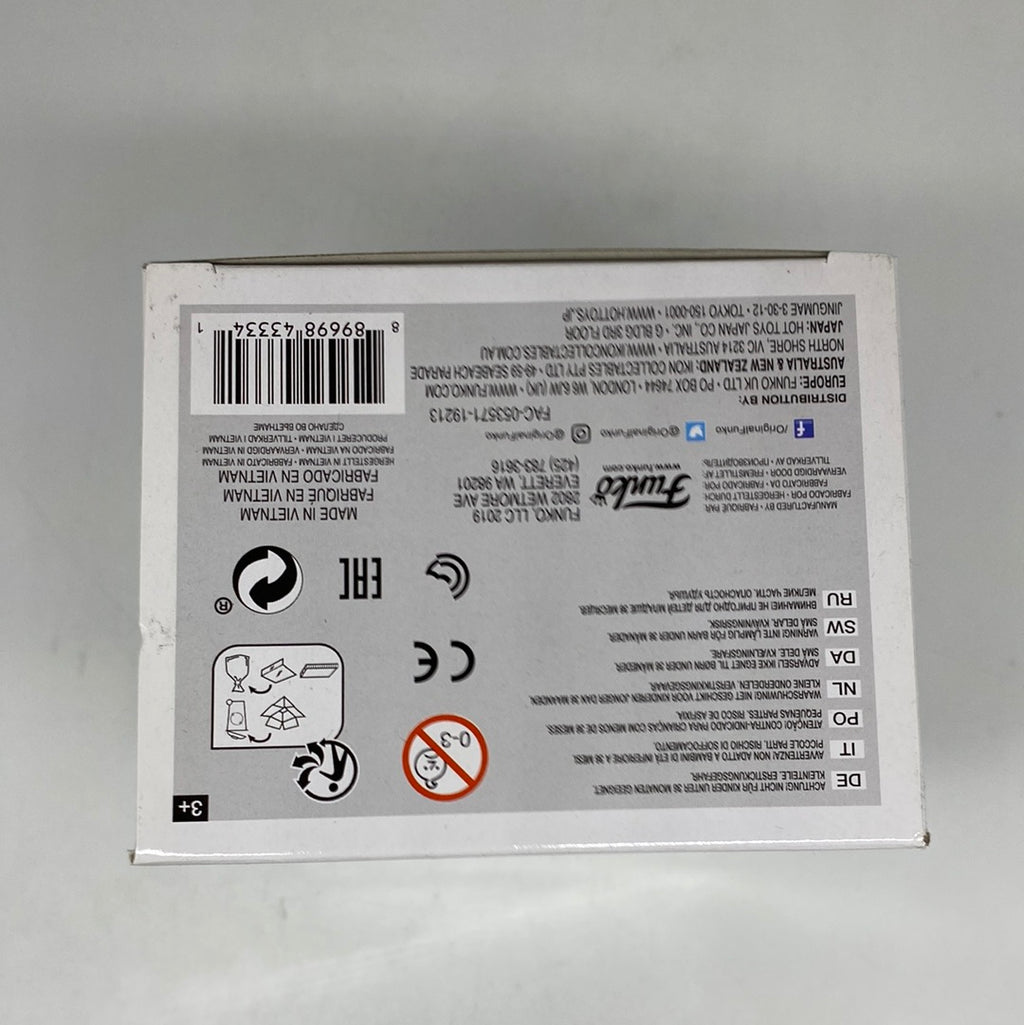 DE
ACHTUNG! NICHT FÜR KINDER UNTER 36 MONATEN GEEIGNET.
KLEINTEILE. ERSTICKUNGSGEFAHR.
IT
AVVERTENZA! NON ADATTO A BAMBINI DI ETÀ INFERIORE A 36 MESI.
PICCOLE PARTI. RISCHIO DI SOFFOCAMENTO.
PO
ATENÇÃO! CONTRA-INDICADO PARA CRIANÇAS COM MENOS DE 36 MESES.
PEQUENAS PARTES. RISCO DE ASFIXIA.
NL
WAARSCHUWING! NIET GESCHIKT VOOR KINDEREN JONGER DAN 36 MAANDEN.
KLEINE ONDERDELEN. VERSTIKKINGSGEVAAR.
DA
ADVARSEL! IKKE EGNET TIL BØRN UNDER 36 MÅNEDER.
SMÅ DELE. KVÆLNINGSFARE.
SW
VARNING! INTE LÄMPLIG FÖR BARN UNDER 36 MÅNADER.
SMÅ DELAR. KVÄVNINGSRISK.
RU
ВНИМАНИЕ! НЕ ПРИГОДНО ДЛЯ ДЕТЕЙ МЛАДШЕ 36 МЕСЯЦЕВ.
МЕЛКИЕ ЧАСТИ. ОПАСНОСТЬ УДУШЬЯ.
0-3
3+
CE
EAC
®
MANUFACTURED BY • FABRIQUÉ PAR
FABRICADO POR • HERGESTELLT DURCH
FABBRICATO DA • FABRICADO POR
VERVAARDIGD DOOR • FREMSTILLET AF
TILLVERKAD AV • ПРОИЗВОДИТЕЛЬ:
Funko
www.funko.com
FUNKO, LLC 2019
2802 WETMORE AVE
EVERETT, WA 98201
(425) 783-3616
/OriginalFunko @OriginalFunko @OriginalFunko
FAC-053571-19213
DISTRIBUTION BY:
EUROPE: FUNKO UK LTD • PO BOX 74841 • LONDON, W6 6JW (UK) • WWW.FUNKO.COM
AUSTRALIA & NEW ZEALAND: IKON COLLECTABLES PTY LTD • 49-59 SEABEACH PARADE
NORTH SHORE, VIC 3214 AUSTRALIA • WWW.IKONCOLLECTABLES.COM.AU
JAPAN: HOT TOYS JAPAN CO., INC. • G • BLDG 3RD FLOOR
JINGUMAE 3-30-12 • TOKYO 150-0001 • WWW.HOTTOYS.JP
MADE IN VIETNAM
FABRIQUÉ EN VIETNAM
FABRICADO EN VIETNAM
HERGESTELLT IN VIETNAM • FABBRICATO IN VIETNAM
FABRICADO NA VIETNAM • VERVAARDIGD IN VIETNAM
PRODUCERET I VIETNAM • TILLVERKAD I VIETNAM
СДЕЛАНО ВО ВЬЕТНАМЕ
8 89698 43334 1